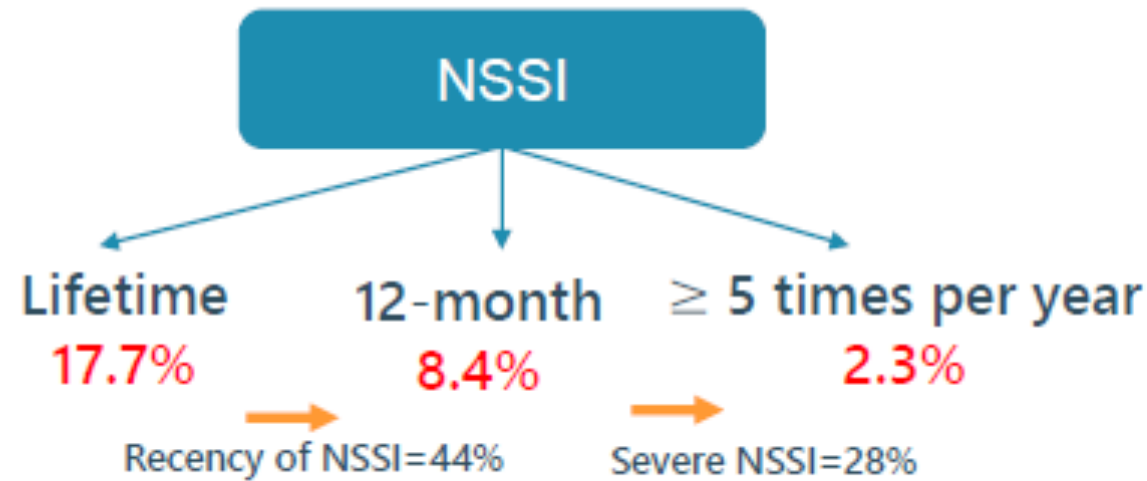 NSSI
Lifetime
12-month
≥ 5 times per year
17.7%
8.4%
2.3%
Recency of NSSI=44%
Severe NSSI=28%